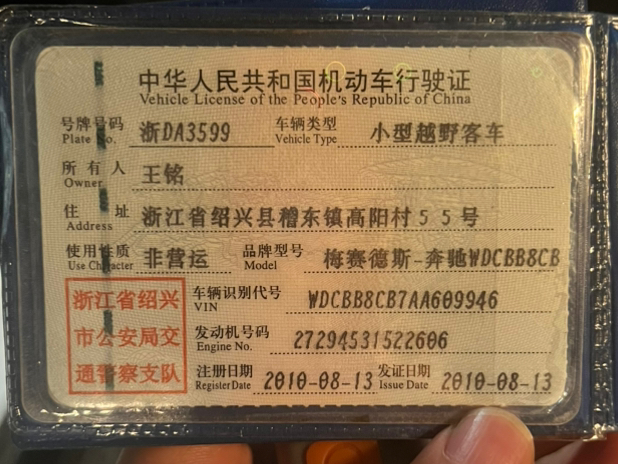 中华人民共和国机动车行驶证
Vehicle License of the People's Republic of China
号牌号码 浙DA3599 车辆类型 小型越野客车
Plate No. Vehicle Type
所有人 王铭
Owner
住址 浙江省绍兴县稽东镇高阳村55号
Address
使用性质 非营运 品牌型号 梅赛德斯-奔驰WDCBB8CB
Use Character Model
浙江省绍兴
市公安局交
通警察支队
车辆识别代号 WDCBB8CB7AA609946
VIN
发动机号码 27294531522606
Engine No.
注册日期 2010-08-13 发证日期 2010-08-13
Register Date Issue Date